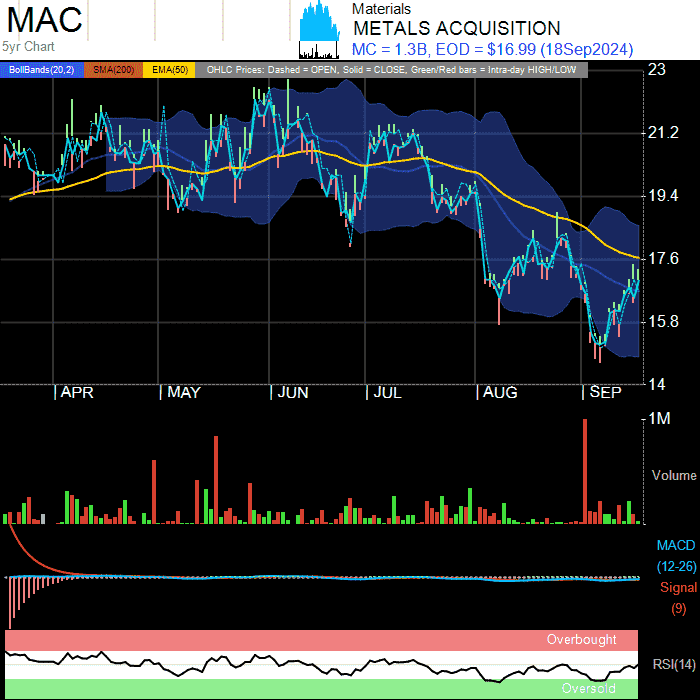 MAC
5yr Chart
Materials
METALS ACQUISITION
MC = 1.3B, EOD = $16.99 (18Sep2024)
BollBands(20,2) SMA(200) EMA(50) OHLC Prices: Dashed = OPEN, Solid = CLOSE, Green/Red bars = Intra-day HIGH/LOW
23
21.2
19.4
17.6
15.8
14
APR MAY JUN JUL AUG SEP
1M
Volume
MACD
(12-26)
Signal
(9)
Overbought
RSI(14)
Oversold